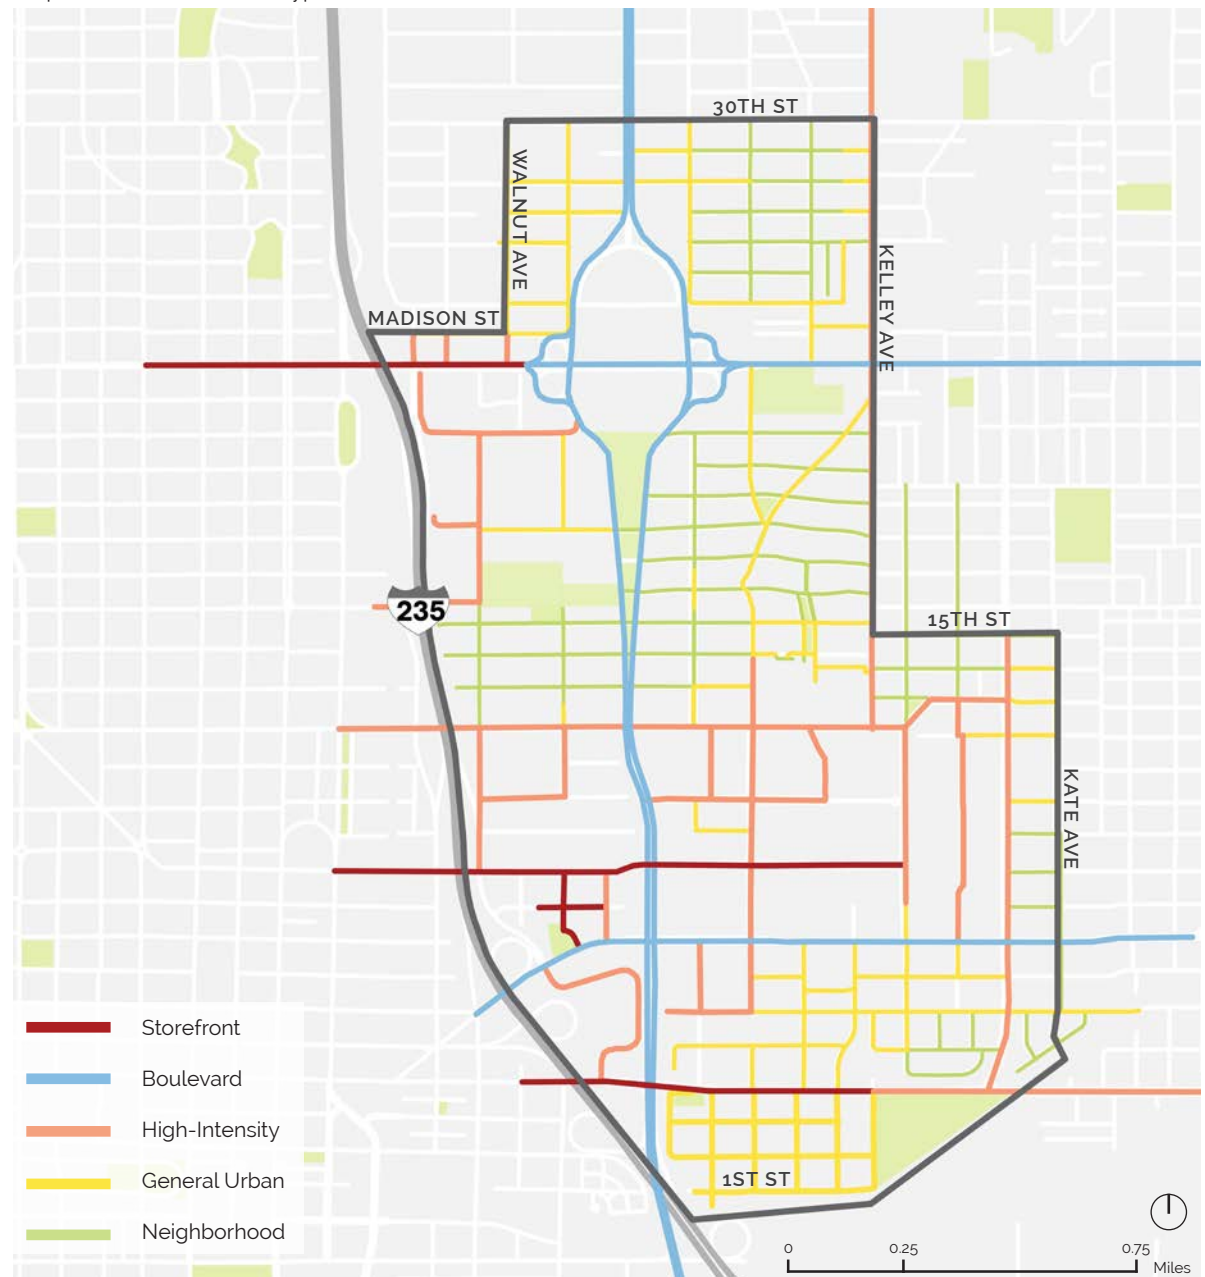 30TH ST
WALNUT AVE
KELLEY AVE
MADISON ST
235
15TH ST
KATE AVE
1ST ST
Storefront
Boulevard
High-Intensity
General Urban
Neighborhood
0 0.25 0.75
Miles